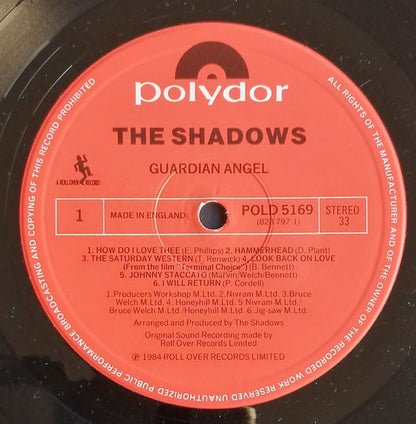 polydor
THE SHADOWS
GUARDIAN ANGEL
A ROLL OVER RECORD
1
MADE IN ENGLAND
POLD 5169
(823797-1)
STEREO
33
1. HOW DO I LOVE THEE (E. Phillips) 2. HAMMERHEAD (D. Plant)
3. THE SATURDAY WESTERN (T. Renwick) 4. LOOK BACK ON LOVE
(From the film "Terminal Choice") (B. Bennett)
5. JOHNNY STACCATO (Marvin/Welch/Bennett)
6. I WILL RETURN (P. Cordell)
1. Producers Workshop M.Ltd. 2. Nivram M.Ltd. 3. Bruce
Welch M.Ltd. 4. Honeyhill M.Ltd. 5 Nivram M.Ltd./
Bruce Welch M.Ltd./Honeyhill M.Ltd. 6. Jig-saw M.Ltd.
Arranged and Produced by The Shadows
Original Sound Recording made by
Roll Over Records Limited
Ⓟ 1984 ROLL OVER RECORDS LIMITED
ALL RIGHTS OF THE MANUFACTURER AND OF THE OWNER OF THE RECORDED WORK RESERVED UNAUTHORIZED PUBLIC PERFORMANCE BROADCASTING AND COPYING OF THIS RECORD PROHIBITED